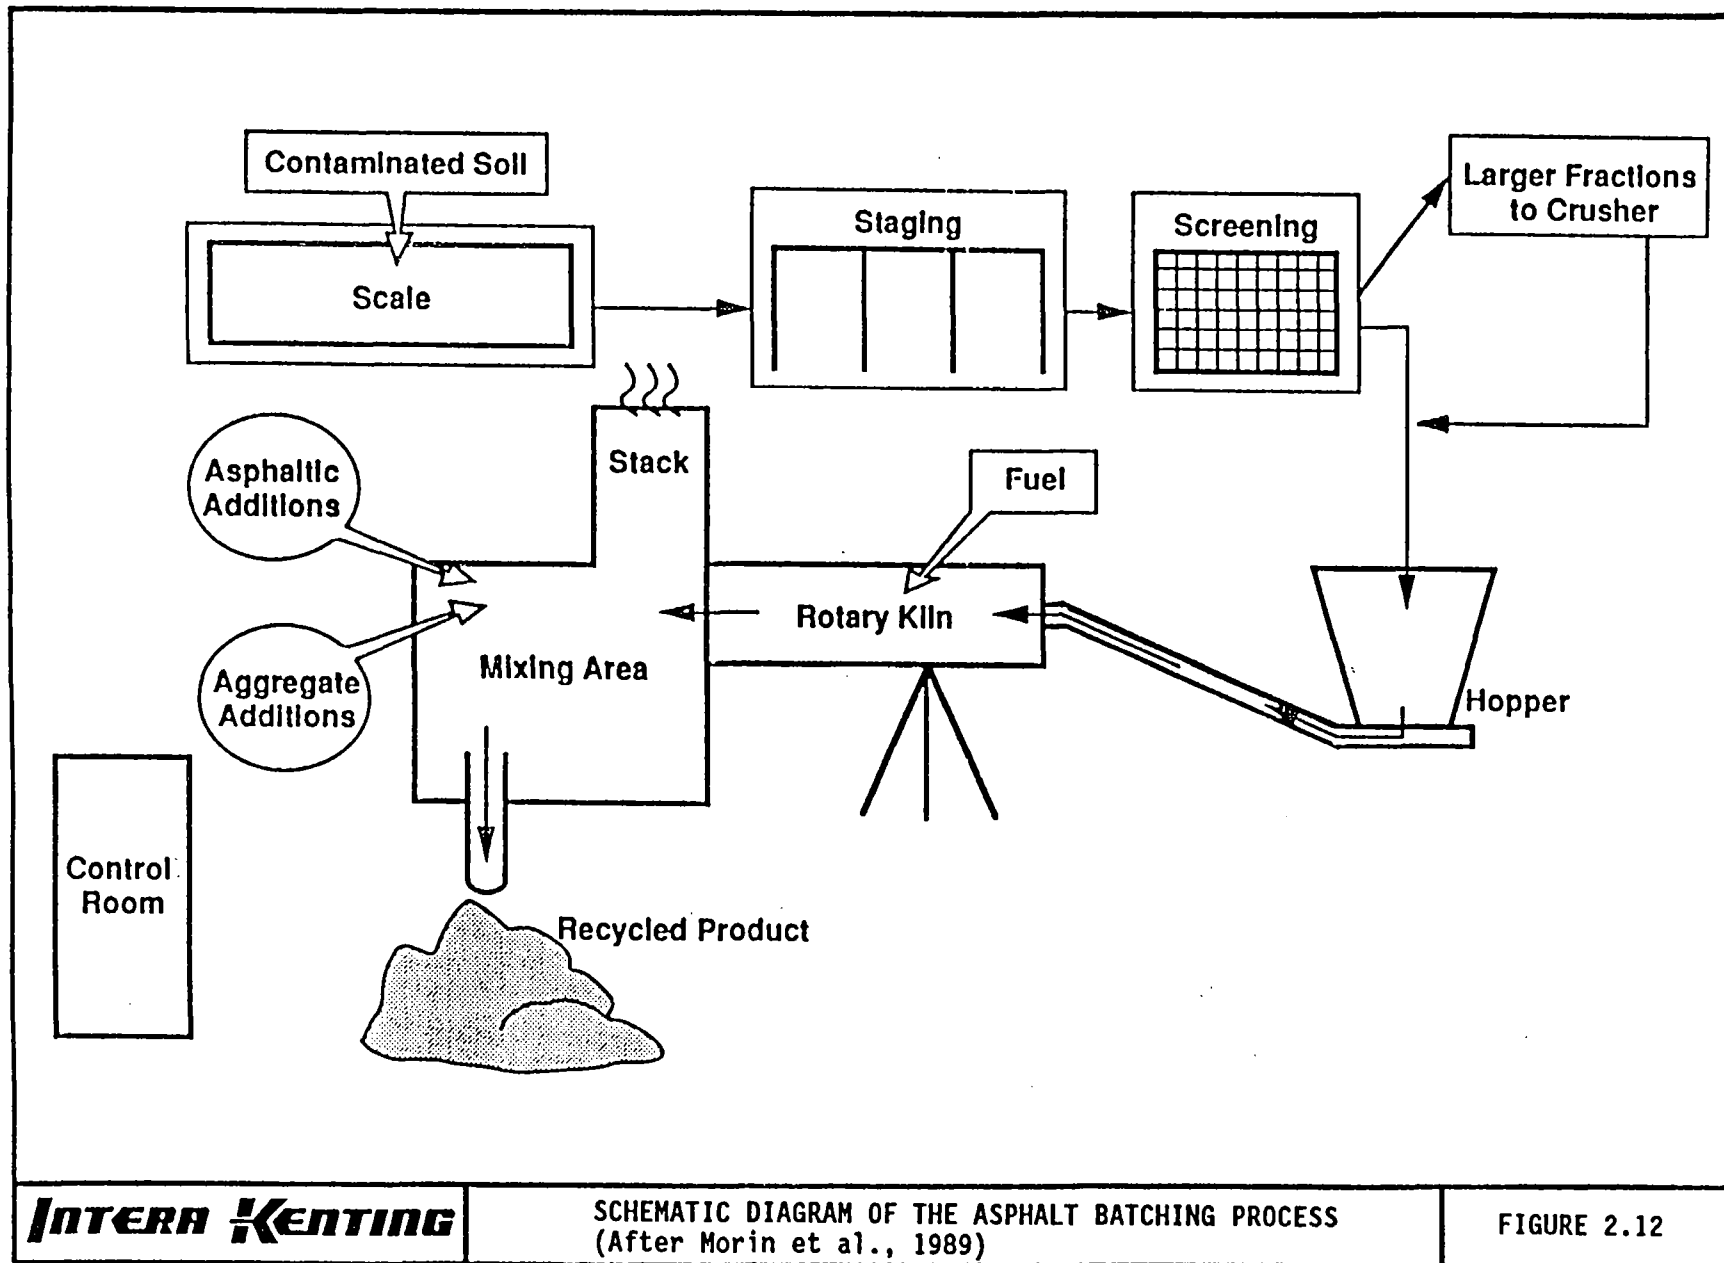 Contaminated Soil
Scale
Staging
Screening
Larger Fractions
to Crusher
Asphaltic
Additions
Stack
Fuel
Rotary Kiln
Mixing Area
Aggregate
Additions
Hopper
Control
Room
Recycled Product
INTERA KENTING
SCHEMATIC DIAGRAM OF THE ASPHALT BATCHING PROCESS
(After Morin et al., 1989)
FIGURE 2.12